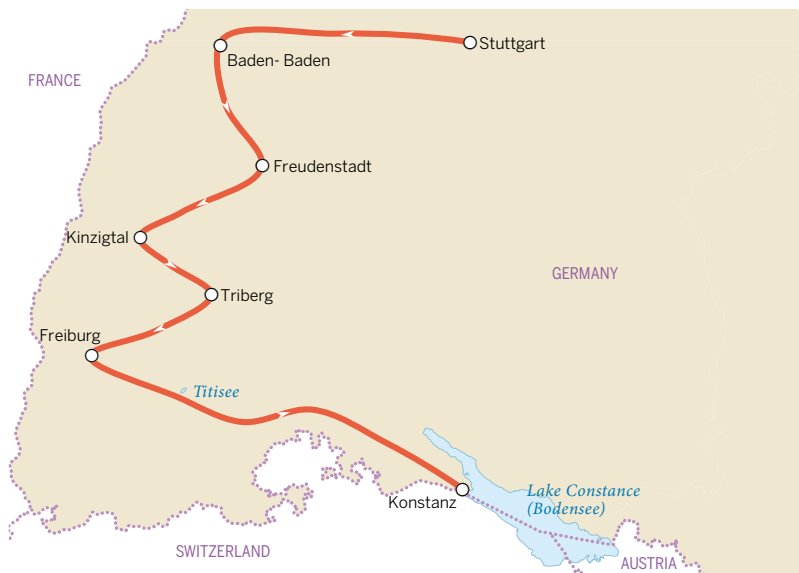 Stuttgart
Baden- Baden
FRANCE
Freudenstadt
Kinzigtal
GERMANY
Triberg
Freiburg
Titisee
Lake Constance
(Bodensee)
Konstanz
SWITZERLAND
AUSTRIA